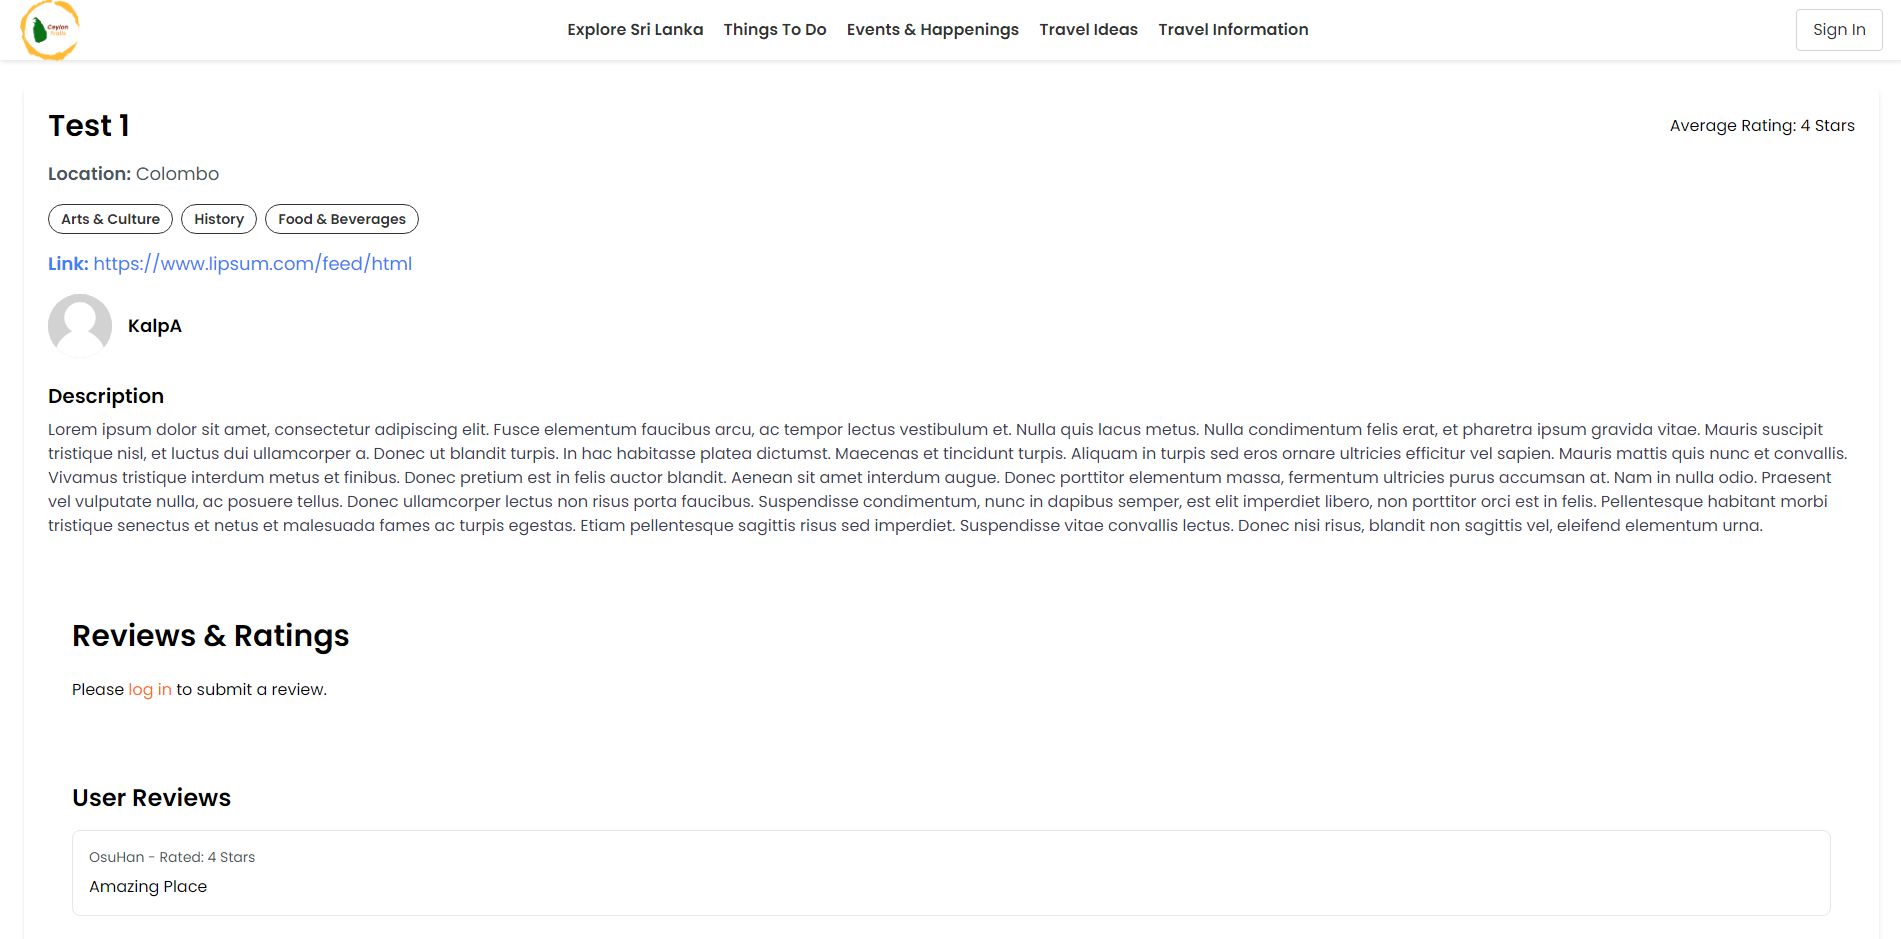 Ceylon
Explore Sri Lanka Things To Do Events & Happenings Travel Ideas Travel Information Sign In
Test 1
Average Rating: 4 Stars
Location: Colombo
Arts & Culture History Food & Beverages
Link: https://www.lipsum.com/feed/html
KalpA
Description
Lorem ipsum dolor sit amet, consectetur adipiscing elit. Fusce elementum faucibus arcu, ac tempor lectus vestibulum et. Nulla quis lacus metus. Nulla condimentum felis erat, et pharetra ipsum gravida vitae. Mauris suscipit
tristique nisl, et luctus dui ullamcorper a. Donec ut blandit turpis. In hac habitasse platea dictumst. Maecenas et tincidunt turpis. Aliquam in turpis sed eros ornare ultricies efficitur vel sapien. Mauris mattis quis nunc et convallis.
Vivamus tristique interdum metus et finibus. Donec pretium est in felis auctor blandit. Aenean sit amet interdum augue. Donec porttitor elementum massa, fermentum ultricies purus accumsan at. Nam in nulla odio. Praesent
vel vulputate nulla, ac posuere tellus. Donec ullamcorper lectus non risus porta faucibus. Suspendisse condimentum, nunc in dapibus semper, est elit imperdiet libero, non porttitor orci est in felis. Pellentesque habitant morbi
tristique senectus et netus et malesuada fames ac turpis egestas. Etiam pellentesque sagittis risus sed imperdiet. Suspendisse vitae convallis lectus. Donec nisi risus, blandit non sagittis vel, eleifend elementum urna.
Reviews & Ratings
Please log in to submit a review.
User Reviews
OsuHan - Rated: 4 Stars
Amazing Place